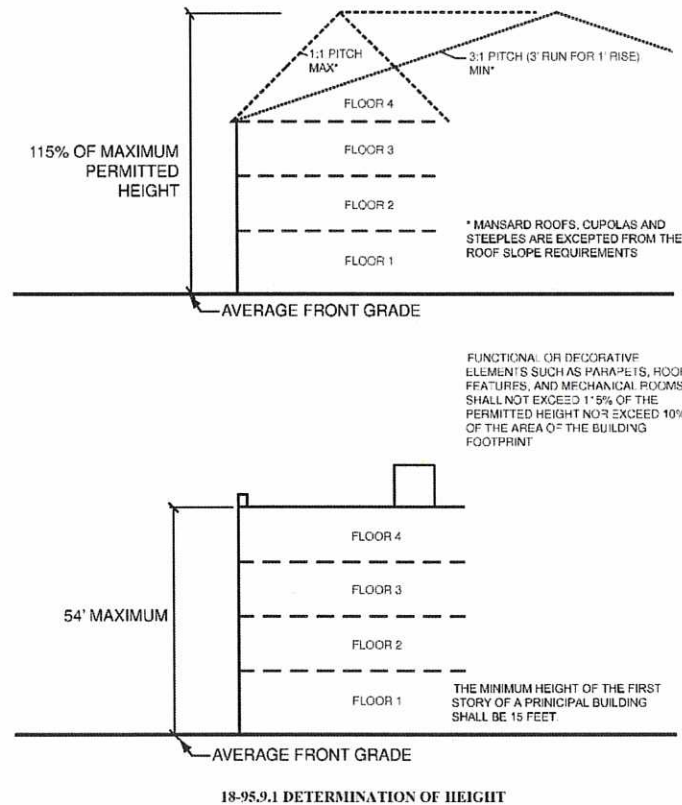 1:1 PITCH
MAX*
3:1 PITCH (3' RUN FOR 1' RISE)
MIN*
FLOOR 4
115% OF MAXIMUM
PERMITTED
HEIGHT
FLOOR 3
FLOOR 2
* MANSARD ROOFS, CUPOLAS AND
STEEPLES ARE EXCEPTED FROM THE
ROOF SLOPE REQUIREMENTS
FLOOR 1
AVERAGE FRONT GRADE
FUNCTIONAL OR DECORATIVE
ELEMENTS SUCH AS PARAPETS, ROOF
FEATURES, AND MECHANICAL ROOMS
SHALL NOT EXCEED 115% OF THE
PERMITTED HEIGHT NOR EXCEED 10%
OF THE AREA OF THE BUILDING
FOOTPRINT
FLOOR 4
FLOOR 3
54' MAXIMUM
FLOOR 2
FLOOR 1
THE MINIMUM HEIGHT OF THE FIRST
STORY OF A PRINICIPAL BUILDING
SHALL BE 15 FEET.
AVERAGE FRONT GRADE
18-95.9.1 DETERMINATION OF HEIGHT